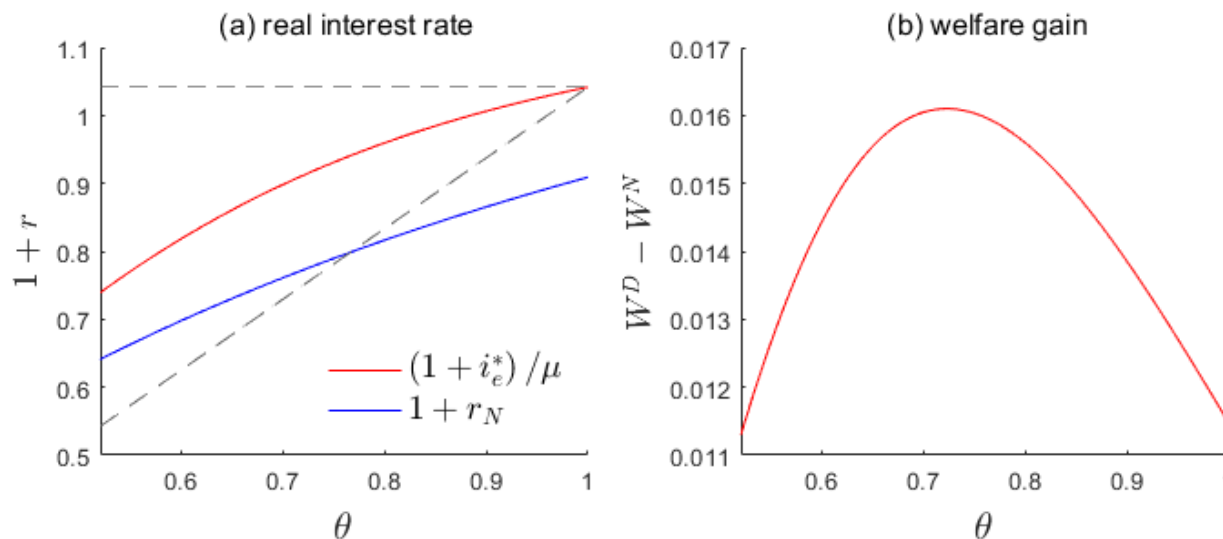 (a) real interest rate
1.1
1
0.9
0.8
0.7
0.6
0.5
1 + r
(1 + i_e^*) /μ
1 + r_N
0.6 0.7 0.8 0.9 1
θ
(b) welfare gain
0.017
0.016
0.015
0.014
0.013
0.012
0.011
W^D − W^N
0.6 0.7 0.8 0.9
θ